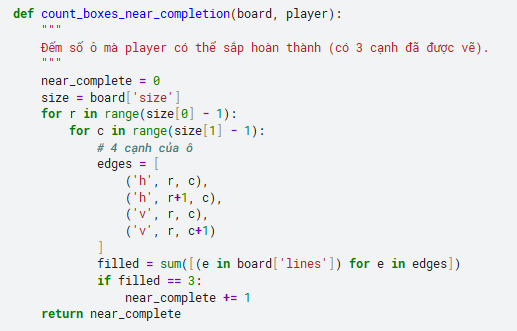 def count_boxes_near_completion(board, player):
    """
    Đếm số ô mà player có thể sắp hoàn thành (có 3 cạnh đã được vẽ).
    """
    near_complete = 0
    size = board['size']
    for r in range(size[0] - 1):
        for c in range(size[1] - 1):
            # 4 cạnh của ô
            edges = [
                ('h', r, c),
                ('h', r+1, c),
                ('v', r, c),
                ('v', r, c+1)
            ]
            filled = sum([(e in board['lines']) for e in edges])
            if filled == 3:
                near_complete += 1
    return near_complete